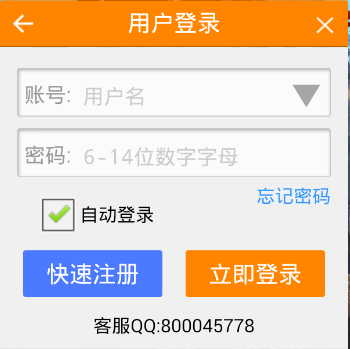 用户登录
账号: 用户名
密码: 6-14位数字字母
忘记密码
自动登录
快速注册 立即登录
客服QQ:800045778